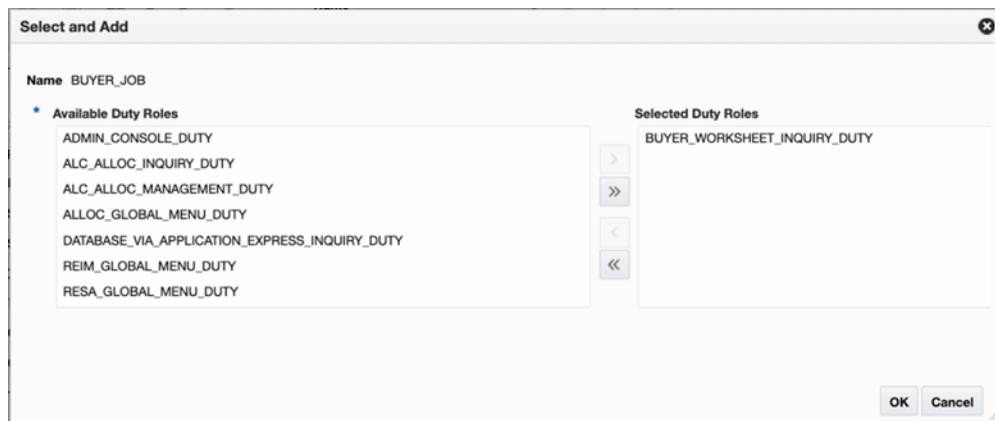 Select and Add
Name BUYER_JOB
* Available Duty Roles
Selected Duty Roles
ADMIN_CONSOLE_DUTY
ALC_ALLOC_INQUIRY_DUTY
ALC_ALLOC_MANAGEMENT_DUTY
ALLOC_GLOBAL_MENU_DUTY
DATABASE_VIA_APPLICATION_EXPRESS_INQUIRY_DUTY
REIM_GLOBAL_MENU_DUTY
RESA_GLOBAL_MENU_DUTY
BUYER_WORKSHEET_INQUIRY_DUTY
OK Cancel